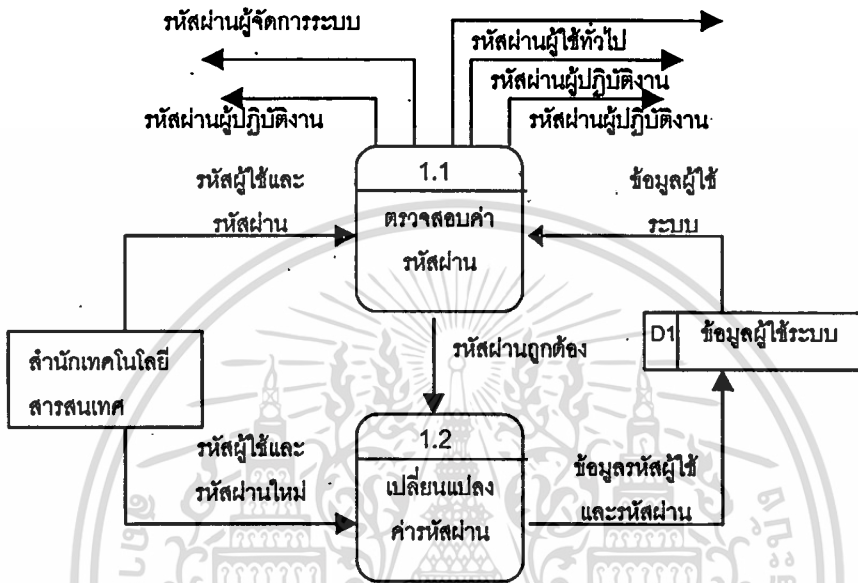 รหัสผ่านผู้จัดการระบบ
รหัสผ่านผู้ใช้ทั่วไป
รหัสผ่านผู้ปฏิบัติงาน
รหัสผ่านผู้ปฏิบัติงาน
รหัสผ่านผู้ปฏิบัติงาน
รหัสผู้ใช้และ
รหัสผ่าน
1.1
ตรวจสอบค่า
รหัสผ่าน
ข้อมูลผู้ใช้
ระบบ
สำนักเทคโนโลยี
สารสนเทศ
รหัสผ่านถูกต้อง
D1 ข้อมูลผู้ใช้ระบบ
รหัสผู้ใช้และ
รหัสผ่านใหม่
1.2
เปลี่ยนแปลง
ค่ารหัสผ่าน
ข้อมูลรหัสผู้ใช้
และรหัสผ่าน